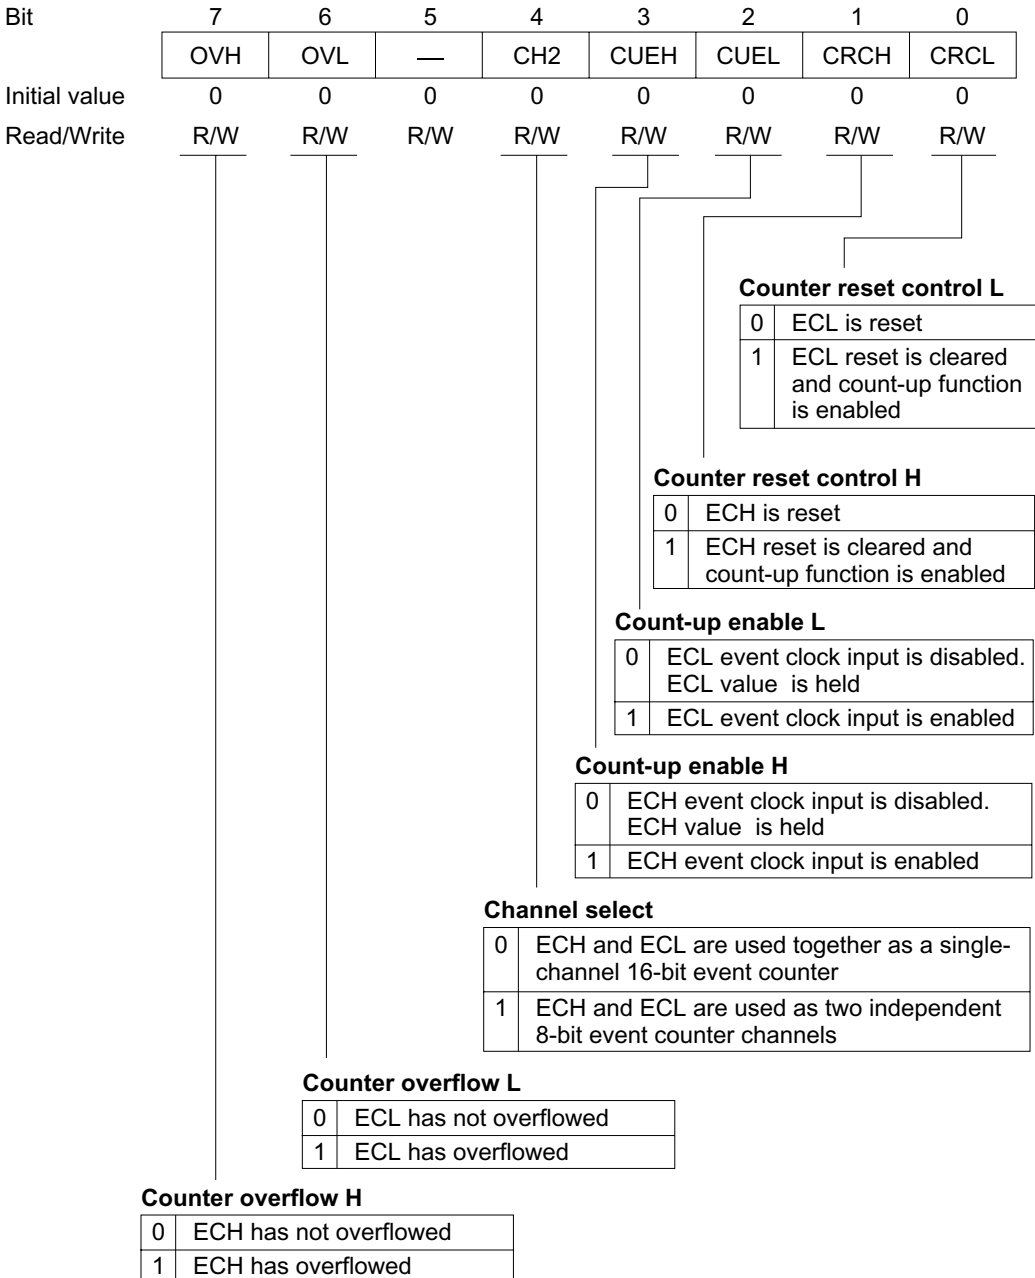 Bit 7 6 5 4 3 2 1 0
OVH OVL — CH2 CUEH CUEL CRCH CRCL
Initial value 0 0 0 0 0 0 0 0
Read/Write R/W R/W R/W R/W R/W R/W R/W R/W
Counter reset control L
0 ECL is reset
1 ECL reset is cleared
and count-up function
is enabled
Counter reset control H
0 ECH is reset
1 ECH reset is cleared and
count-up function is enabled
Count-up enable L
0 ECL event clock input is disabled.
ECL value is held
1 ECL event clock input is enabled
Count-up enable H
0 ECH event clock input is disabled.
ECH value is held
1 ECH event clock input is enabled
Channel select
0 ECH and ECL are used together as a single-
channel 16-bit event counter
1 ECH and ECL are used as two independent
8-bit event counter channels
Counter overflow L
0 ECL has not overflowed
1 ECL has overflowed
Counter overflow H
0 ECH has not overflowed
1 ECH has overflowed